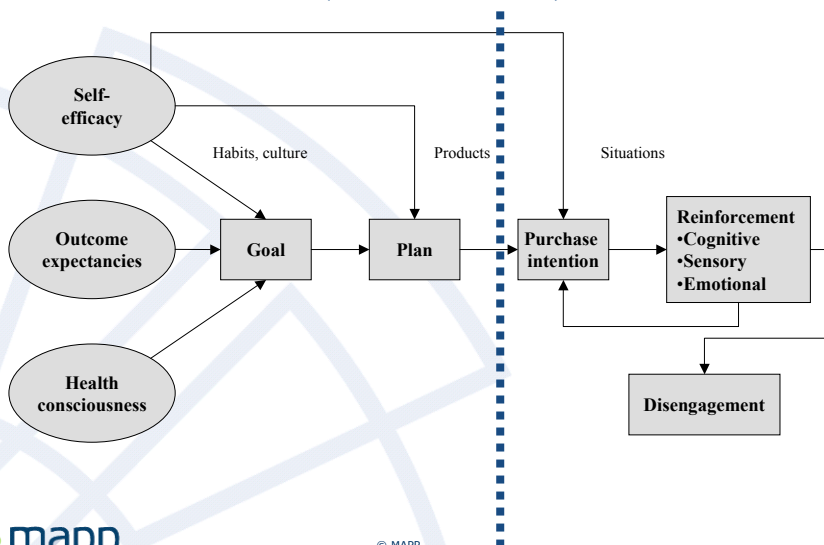 Self-
efficacy
Habits, culture
Products
Situations
Outcome
expectancies
Goal
Plan
Purchase
intention
Reinforcement
•Cognitive
•Sensory
•Emotional
Health
consciousness
Disengagement
mapp
© MAPP